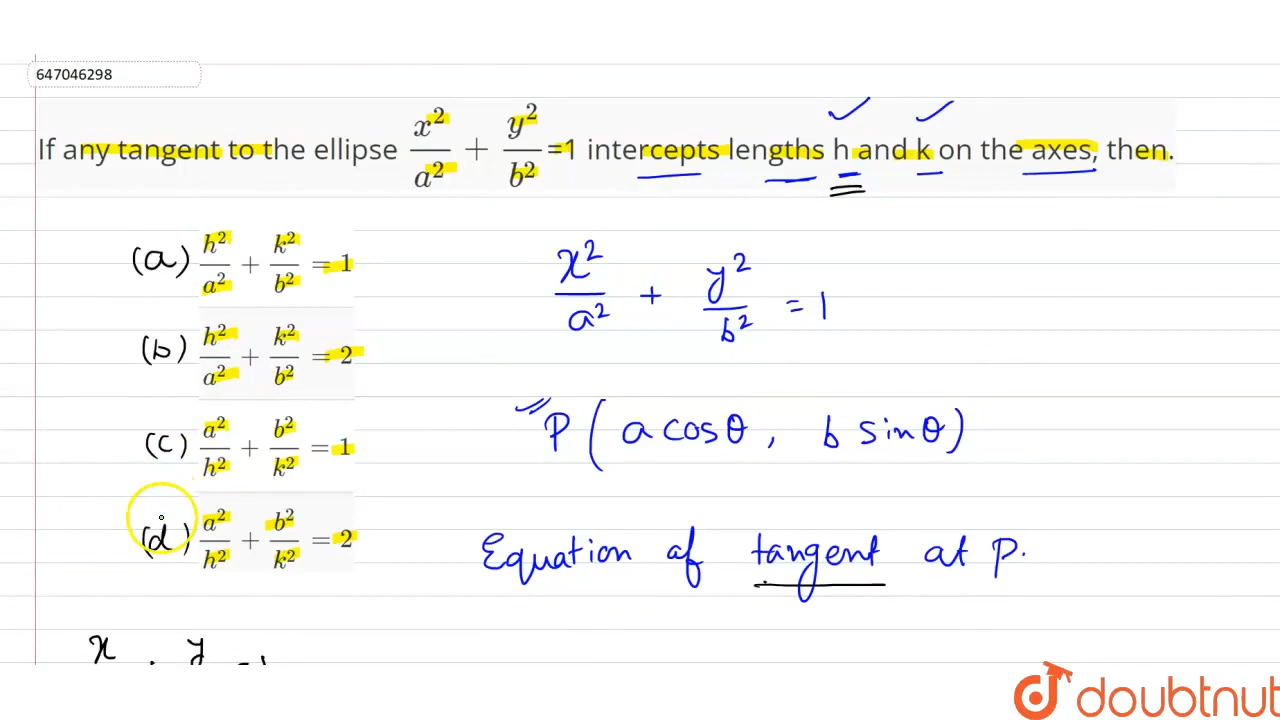 647046298
If any tangent to the ellipse x²/a² + y²/b² =1 intercepts lengths h and k on the axes, then.
(a) h²/a² + k²/b² = 1
(b) h²/a² + k²/b² = 2
(c) a²/h² + b²/k² = 1
(d) a²/h² + b²/k² = 2
x²/a² + y²/b² = 1
P ( a cosθ , b sinθ )
Equation of tangent at P.
x y
doubtnut